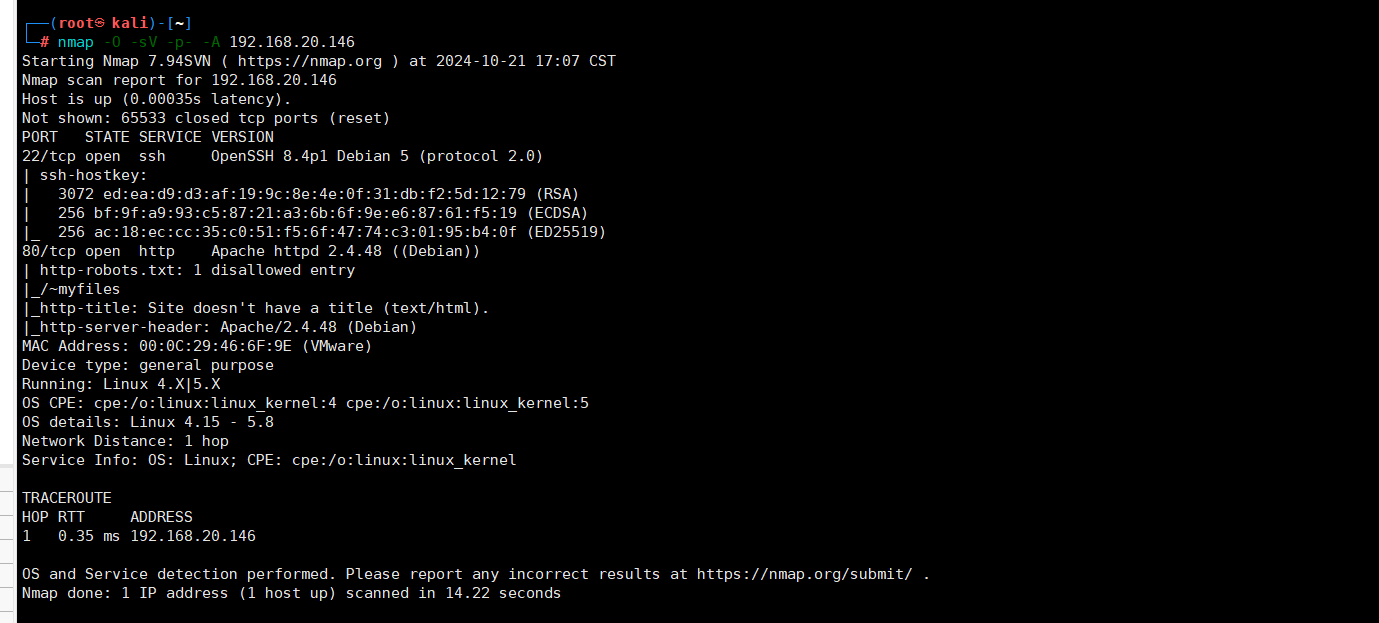 ┌──(root㉿ kali)-[~]
└─# nmap -O -sV -p- -A 192.168.20.146
Starting Nmap 7.94SVN ( https://nmap.org ) at 2024-10-21 17:07 CST
Nmap scan report for 192.168.20.146
Host is up (0.00035s latency).
Not shown: 65533 closed tcp ports (reset)
PORT   STATE SERVICE VERSION
22/tcp open  ssh     OpenSSH 8.4p1 Debian 5 (protocol 2.0)
| ssh-hostkey:
|   3072 ed:ea:d9:d3:af:19:9c:8e:4e:0f:31:db:f2:5d:12:79 (RSA)
|   256 bf:9f:a9:93:c5:87:21:a3:6b:6f:9e:e6:87:61:f5:19 (ECDSA)
|_  256 ac:18:ec:cc:35:c0:51:f5:6f:47:74:c3:01:95:b4:0f (ED25519)
80/tcp open  http    Apache httpd 2.4.48 ((Debian))
| http-robots.txt: 1 disallowed entry
|_/~myfiles
|_http-title: Site doesn't have a title (text/html).
|_http-server-header: Apache/2.4.48 (Debian)
MAC Address: 00:0C:29:46:6F:9E (VMware)
Device type: general purpose
Running: Linux 4.X|5.X
OS CPE: cpe:/o:linux:linux_kernel:4 cpe:/o:linux:linux_kernel:5
OS details: Linux 4.15 - 5.8
Network Distance: 1 hop
Service Info: OS: Linux; CPE: cpe:/o:linux:linux_kernel

TRACEROUTE
HOP RTT     ADDRESS
1   0.35 ms 192.168.20.146

OS and Service detection performed. Please report any incorrect results at https://nmap.org/submit/ .
Nmap done: 1 IP address (1 host up) scanned in 14.22 seconds